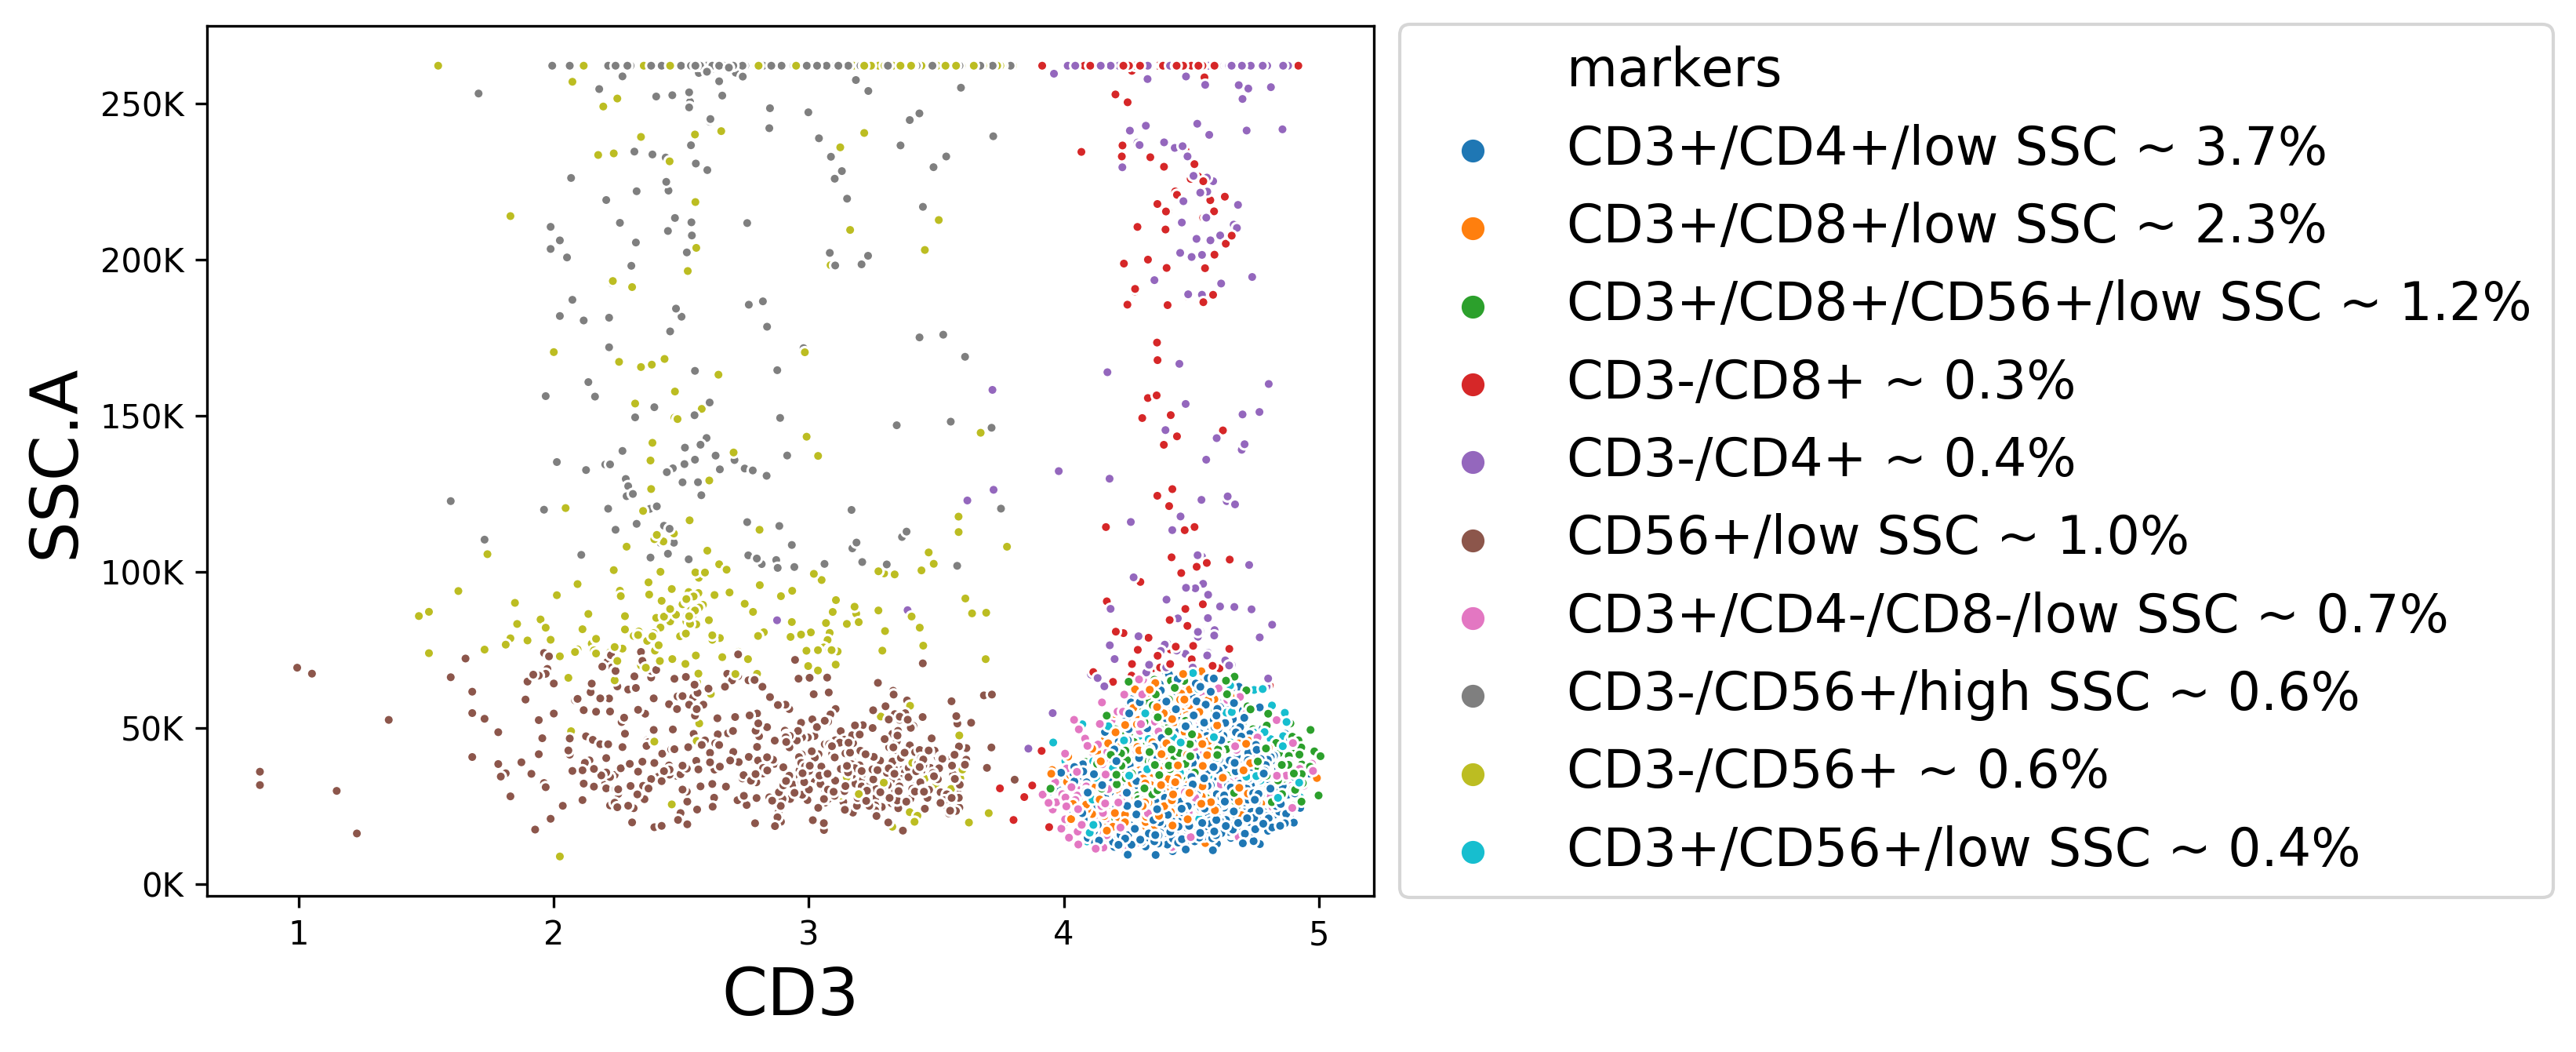 250K
200K
150K
100K
50K
0K
SSC.A
1 2 3 4 5
CD3
markers
CD3+/CD4+/low SSC ~ 3.7%
CD3+/CD8+/low SSC ~ 2.3%
CD3+/CD8+/CD56+/low SSC ~ 1.2%
CD3-/CD8+ ~ 0.3%
CD3-/CD4+ ~ 0.4%
CD56+/low SSC ~ 1.0%
CD3+/CD4-/CD8-/low SSC ~ 0.7%
CD3-/CD56+/high SSC ~ 0.6%
CD3-/CD56+ ~ 0.6%
CD3+/CD56+/low SSC ~ 0.4%